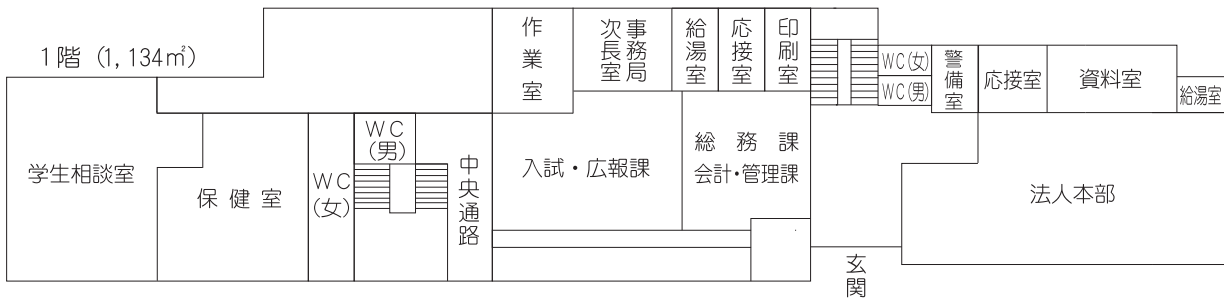 1階 (1,134㎡)
学生相談室
保健室
WC
(女)
WC
(男)
中央通路
作業室
事務局
次長室
給湯室
応接室
印刷室
入試・広報課
総務課
会計・管理課
WC(女)
WC(男)
警備室
応接室
資料室
給湯室
法人本部
玄関